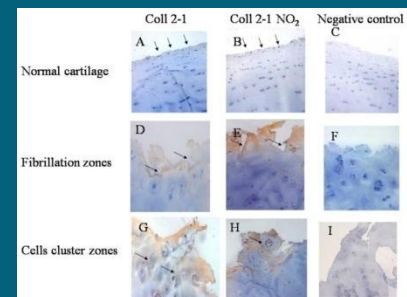 Coll 2-1 Coll 2-1 NO₂ Negative control
Normal cartilage A B C
Fibrillation zones D E F
Cells cluster zones G H I